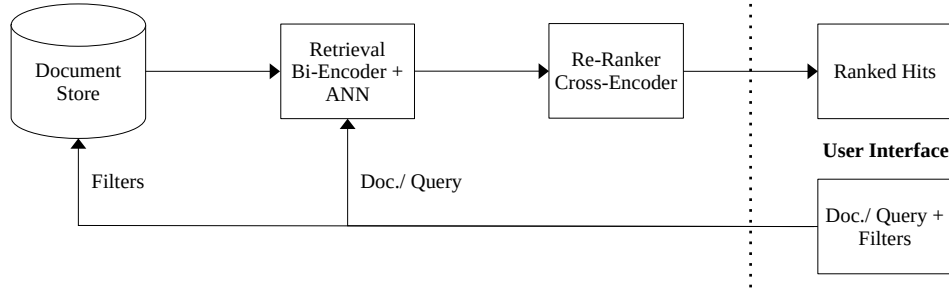 Document
Store
Retrieval
Bi-Encoder +
ANN
Re-Ranker
Cross-Encoder
Ranked Hits
User Interface
Filters
Doc./ Query
Doc./ Query +
Filters